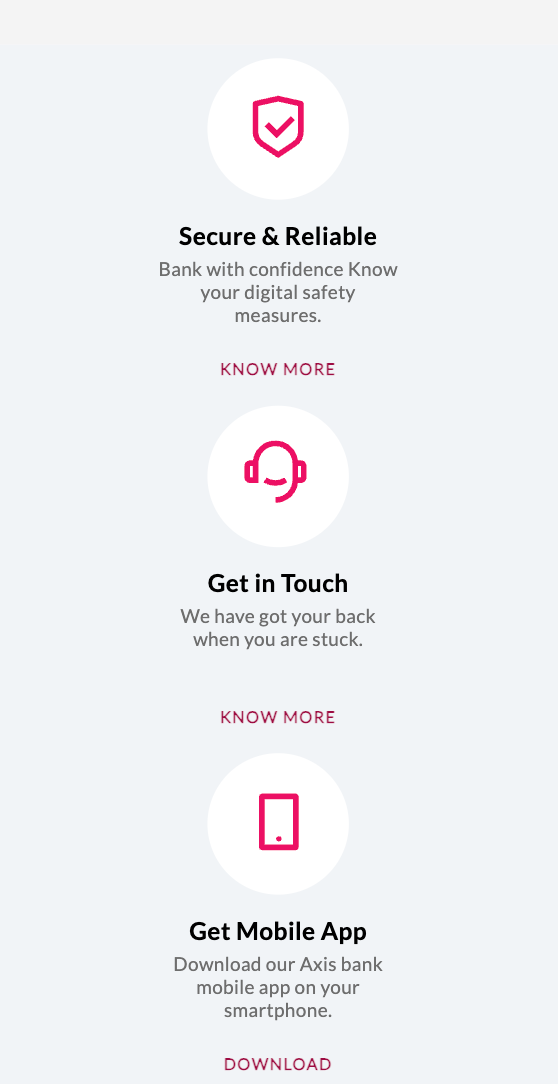 Secure & Reliable
Bank with confidence Know
your digital safety
measures.
KNOW MORE
Get in Touch
We have got your back
when you are stuck.
KNOW MORE
Get Mobile App
Download our Axis bank
mobile app on your
smartphone.
DOWNLOAD